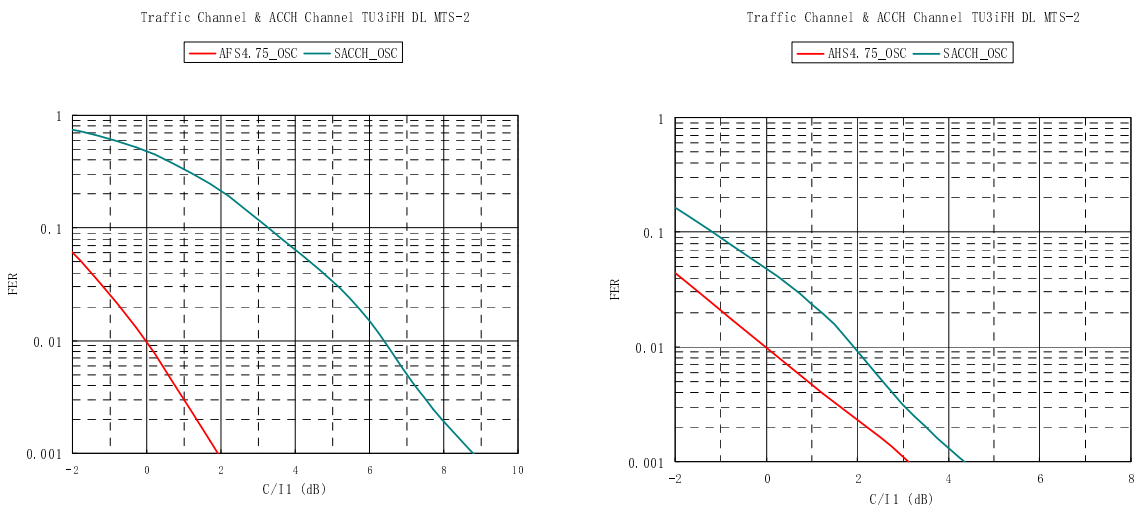 Traffic Channel & ACCH Channel TU3iFH DL MTS-2
AFS4.75_OSC SACCH_OSC
1
0.1
0.01
0.001
FER
-2 0 2 4 6 8 10
C/I1 (dB)
Traffic Channel & ACCH Channel TU3iFH DL MTS-2
AHS4.75_OSC SACCH_OSC
1
0.1
0.01
0.001
FER
-2 0 2 4 6 8
C/I1 (dB)